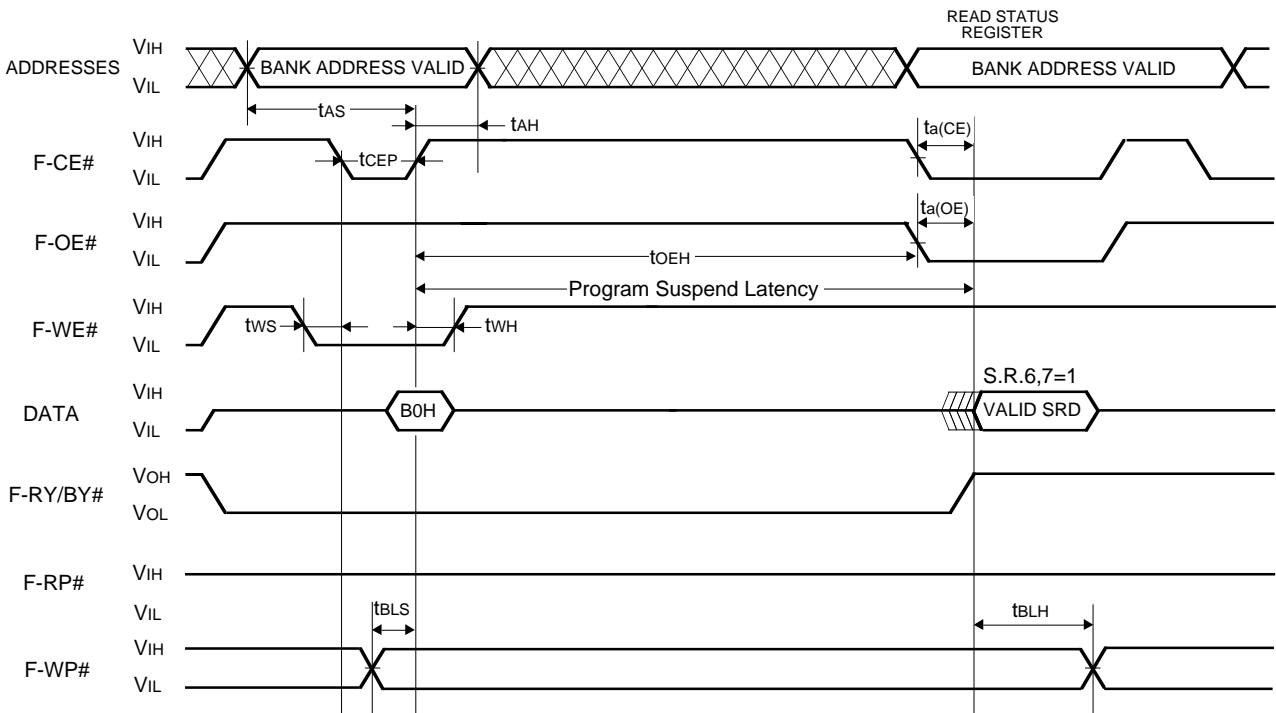 READ STATUS
REGISTER
ADDRESSES
VIH
VIL
BANK ADDRESS VALID
BANK ADDRESS VALID
tAS
tAH
F-CE#
VIH
VIL
tCEP
ta(CE)
F-OE#
VIH
VIL
ta(OE)
tOEH
Program Suspend Latency
F-WE#
VIH
VIL
tWS
tWH
DATA
VIH
VIL
B0H
S.R.6,7=1
VALID SRD
F-RY/BY#
VOH
VOL
F-RP#
VIH
VIL
tBLS
tBLH
F-WP#
VIH
VIL